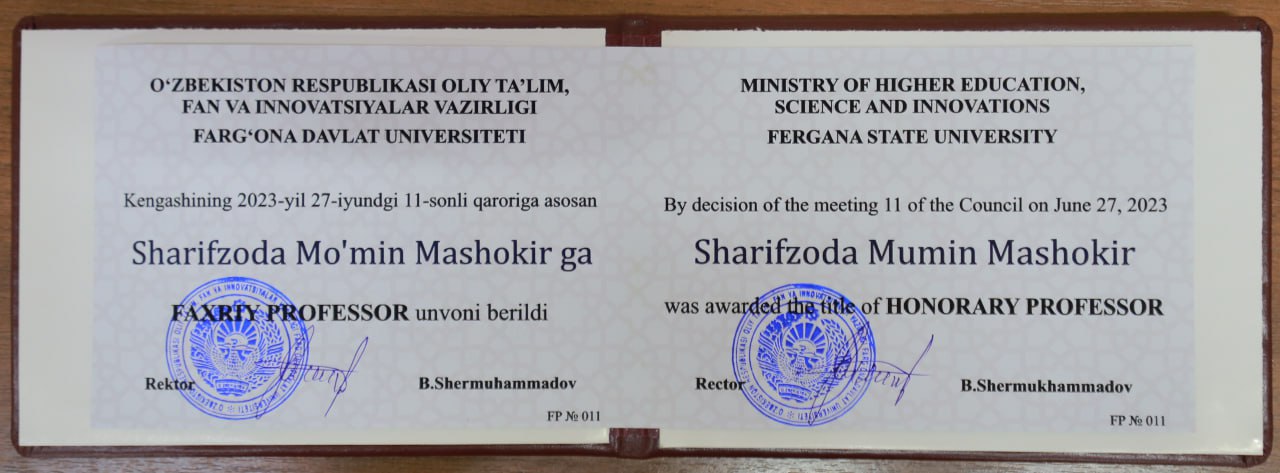 O‘ZBEKISTON RESPUBLIKASI OLIY TA’LIM,
FAN VA INNOVATSIYALAR VAZIRLIGI
FARG‘ONA DAVLAT UNIVERSITETI
Kengashining 2023-yil 27-iyundgi 11-sonli qaroriga asosan
Sharifzoda Mo'min Mashokir ga
FAXRIY PROFESSOR unvoni berildi
Rektor
B.Shermuhammadov
FP № 011
MINISTRY OF HIGHER EDUCATION,
SCIENCE AND INNOVATIONS
FERGANA STATE UNIVERSITY
By decision of the meeting 11 of the Council on June 27, 2023
Sharifzoda Mumin Mashokir
was awarded the title of HONORARY PROFESSOR
Rector
B.Shermukhammadov
FP № 011